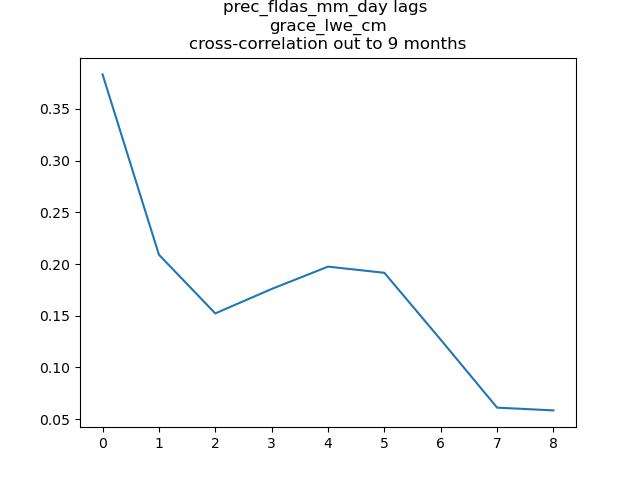 prec_fldas_mm_day lags
grace_lwe_cm
cross-correlation out to 9 months
0.35
0.30
0.25
0.20
0.15
0.10
0.05
0 1 2 3 4 5 6 7 8